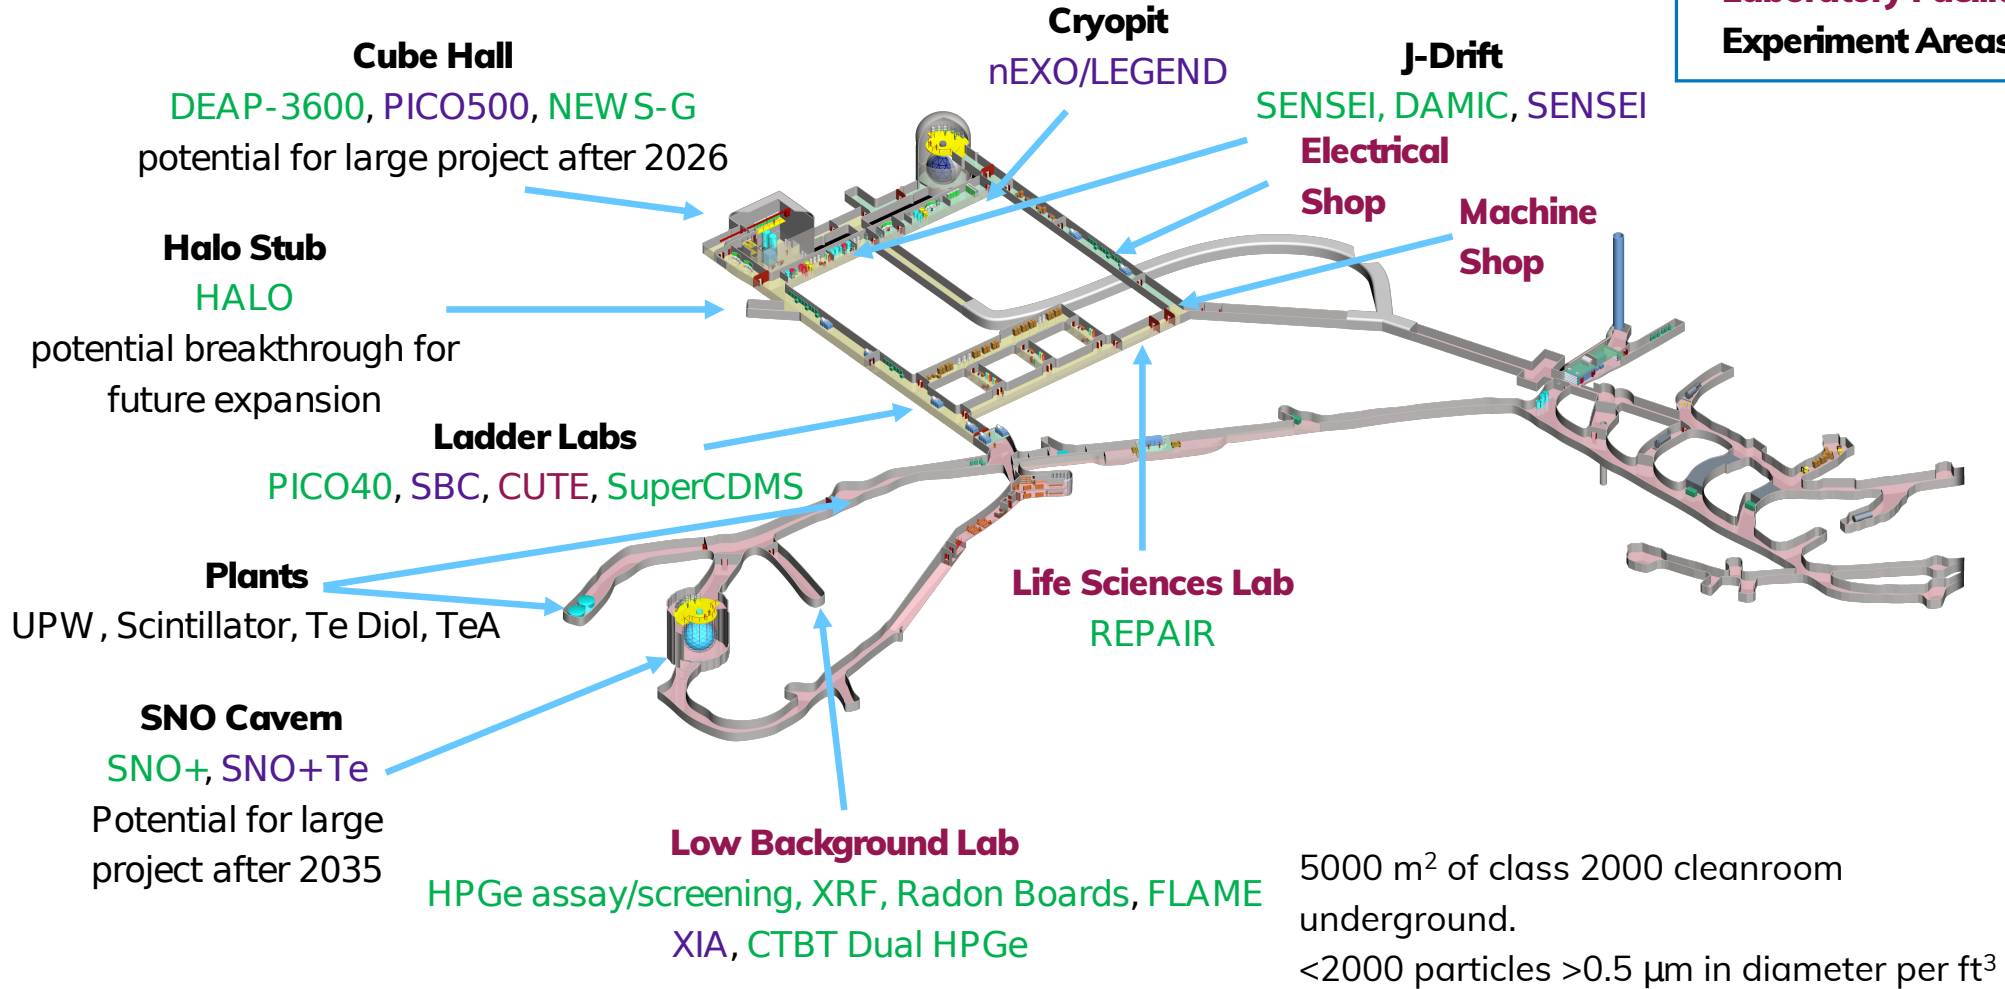 Cryopit
nEXO/LEGEND
Experiment Areas
Cube Hall
DEAP-3600, PICO500, NEWS-G
potential for large project after 2026
J-Drift
SENSEI, DAMIC, SENSEI
Electrical
Shop
Machine
Shop
Halo Stub
HALO
potential breakthrough for
future expansion
Ladder Labs
PICO40, SBC, CUTE, SuperCDMS
Plants
UPW, Scintillator, Te Diol, TeA
Life Sciences Lab
REPAIR
SNO Cavern
SNO+, SNO+Te
Potential for large
project after 2035
Low Background Lab
HPGe assay/screening, XRF, Radon Boards, FLAME
XIA, CTBT Dual HPGe
5000 m² of class 2000 cleanroom
underground.
<2000 particles >0.5 μm in diameter per ft³